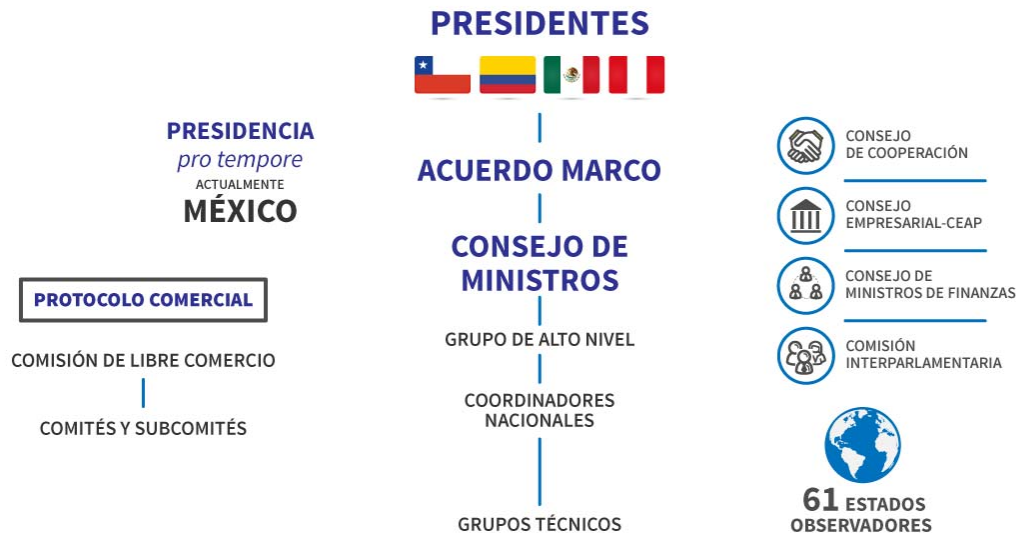 PRESIDENTES
PRESIDENCIA
pro tempore
ACTUALMENTE
MÉXICO
PROTOCOLO COMERCIAL
COMISIÓN DE LIBRE COMERCIO
COMITÉS Y SUBCOMITÉS
ACUERDO MARCO
CONSEJO DE
MINISTROS
GRUPO DE ALTO NIVEL
COORDINADORES
NACIONALES
GRUPOS TÉCNICOS
CONSEJO
DE COOPERACIÓN
CONSEJO
EMPRESARIAL-CEAP
CONSEJO DE
MINISTROS DE FINANZAS
COMISIÓN
INTERPARLAMENTARIA
61 ESTADOS
OBSERVADORES